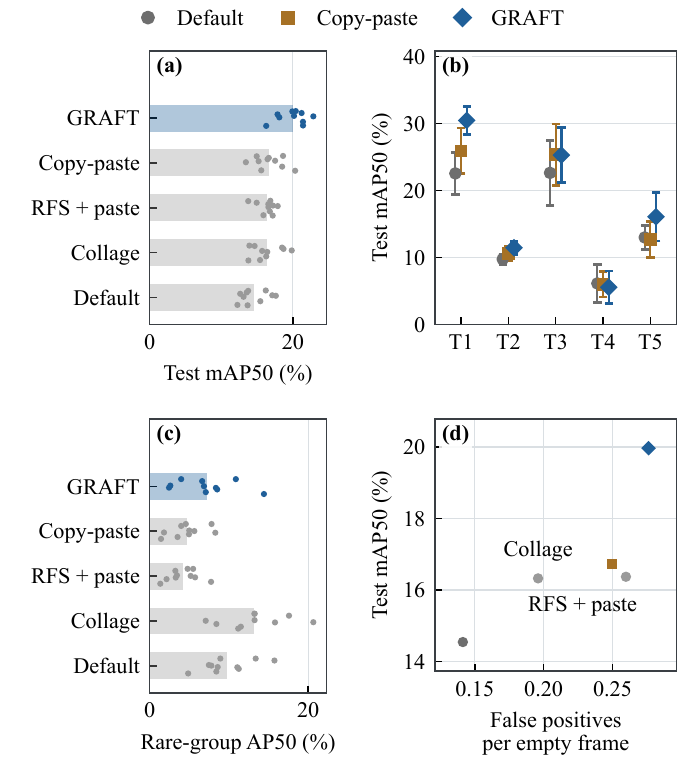 Default
Copy-paste
GRAFT
(a)
GRAFT
Copy-paste
RFS + paste
Collage
Default
0
20
Test mAP50 (%)
(b)
40
30
20
10
0
Test mAP50 (%)
T1
T2
T3
T4
T5
(c)
GRAFT
Copy-paste
RFS + paste
Collage
Default
0
20
Rare-group AP50 (%)
(d)
20
18
16
14
Test mAP50 (%)
Collage
RFS + paste
0.15
0.20
0.25
False positives
per empty frame